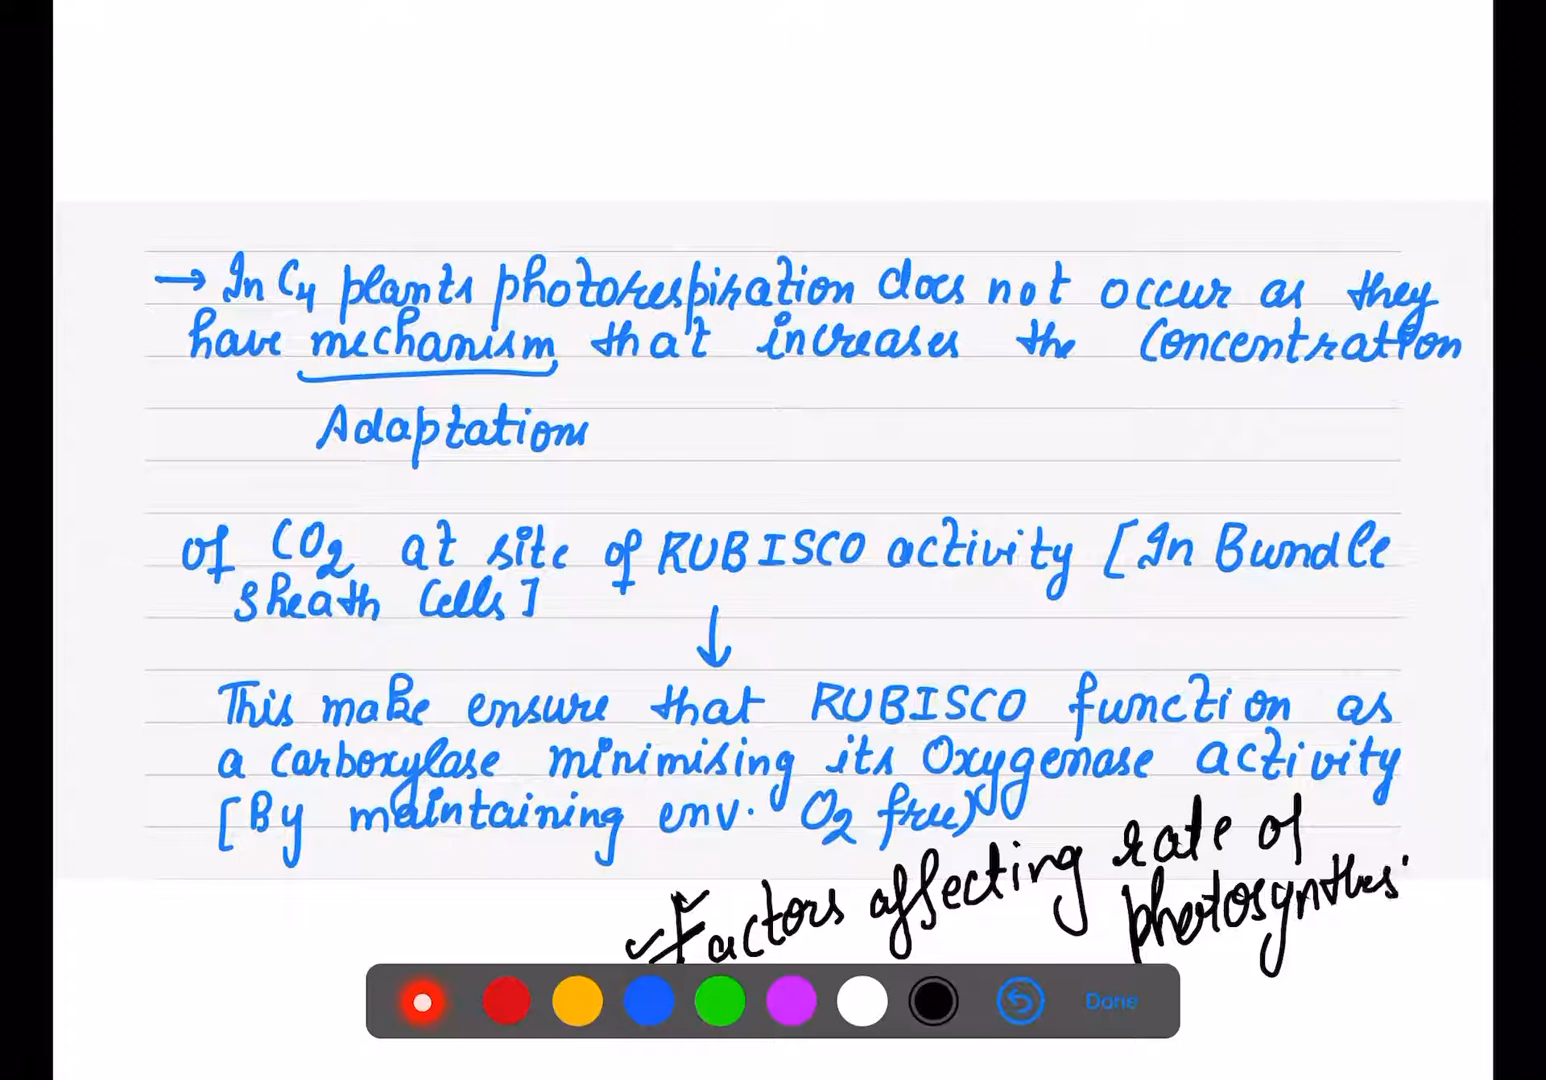 → In C4 plants photorespiration does not occur as they
have mechanism that increases the concentration
Adaptations
of CO2 at site of RUBISCO activity [In Bundle
sheath cells]
↓
This make ensure that RUBISCO function as
a carboxylase minimising its Oxygenase activity
[By maintaining env. O2 free)
Factors affecting rate of
photosynthesis
Done